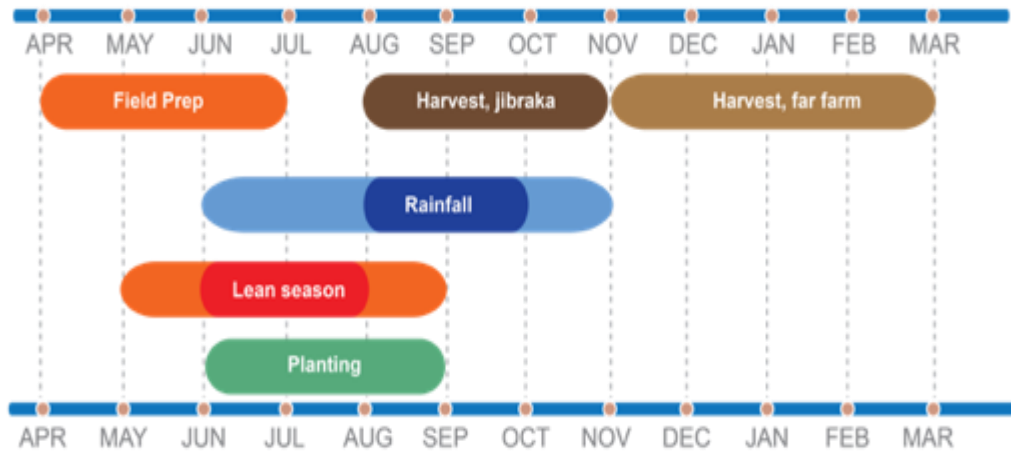 APR MAY JUN JUL AUG SEP OCT NOV DEC JAN FEB MAR
Field Prep Harvest, jibraka Harvest, far farm
Rainfall
Lean season
Planting
APR MAY JUN JUL AUG SEP OCT NOV DEC JAN FEB MAR